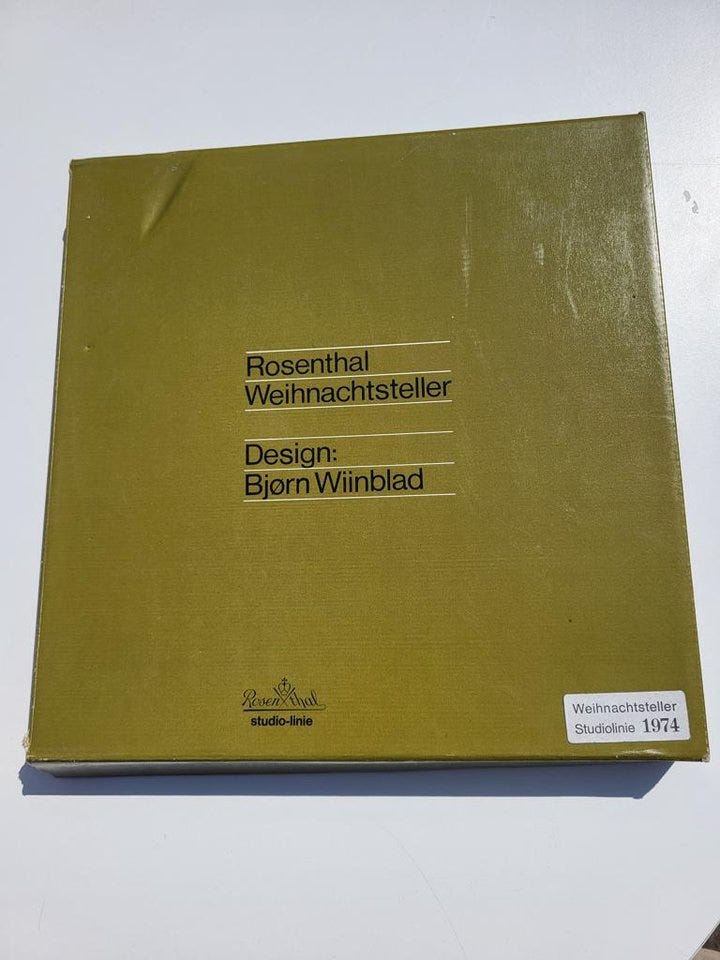 Rosenthal
Weihnachtsteller
Design:
Bjørn Wiinblad
Rosenthal
studio-linie
Weihnachtsteller
Studiolinie 1974